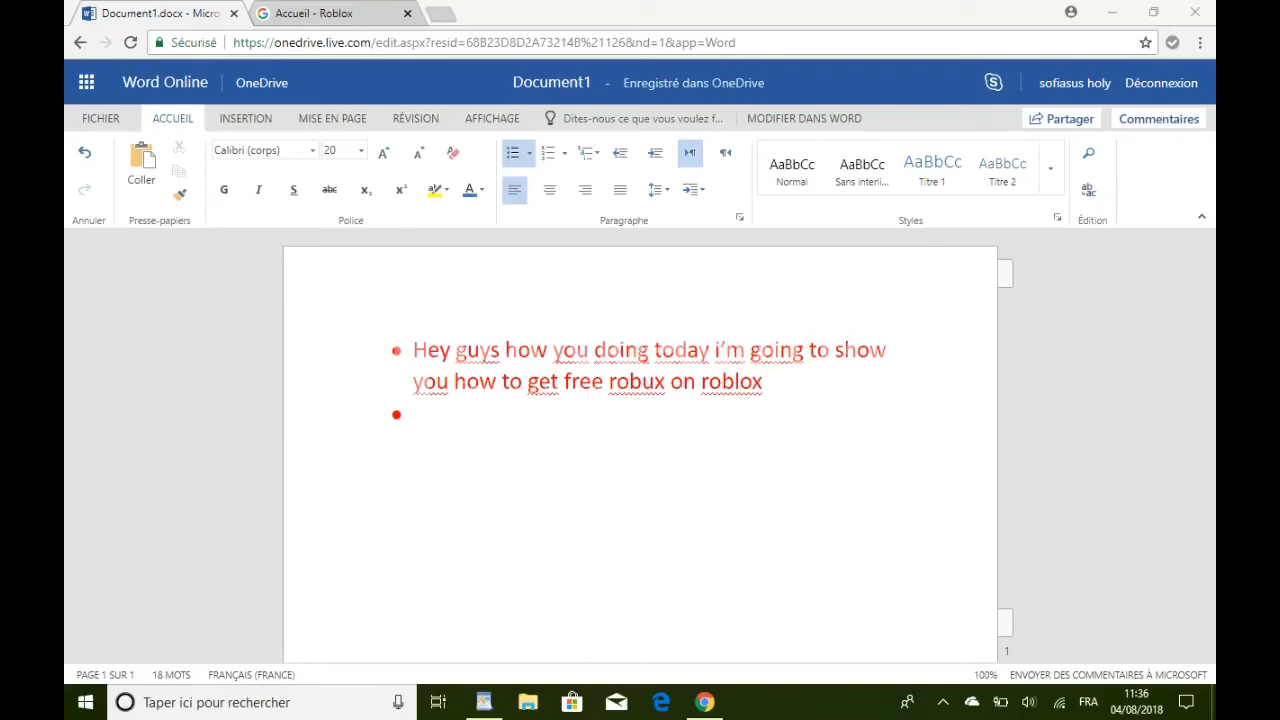 Document1.docx - Micro
Accueil - Roblox
Sécurisé
https://onedrive.live.com/edit.aspx?resid=68B23D8D2A73214B%21126&nd=1&app=Word
Word Online
OneDrive
Document1 - Enregistré dans OneDrive
sofiasus holy
Déconnexion
FICHIER
ACCUEIL
INSERTION
MISE EN PAGE
RÉVISION
AFFICHAGE
Dites-nous ce que vous voulez f...
MODIFIER DANS WORD
Partager
Commentaires
Calibri (corps)
20
Coller
G
I
S
abc
x₂
x²
A
AaBbCc
AaBbCc
AaBbCc
AaBbCc
Normal
Sans interli...
Titre 1
Titre 2
Annuler
Presse-papiers
Police
Paragraphe
Styles
Édition
Hey guys how you doing today i'm going to show
you how to get free robux on roblox
1
PAGE 1 SUR 1
18 MOTS
FRANÇAIS (FRANCE)
100%
ENVOYER DES COMMENTAIRES À MICROSOFT
Taper ici pour rechercher
FRA
11:36
04/08/2018